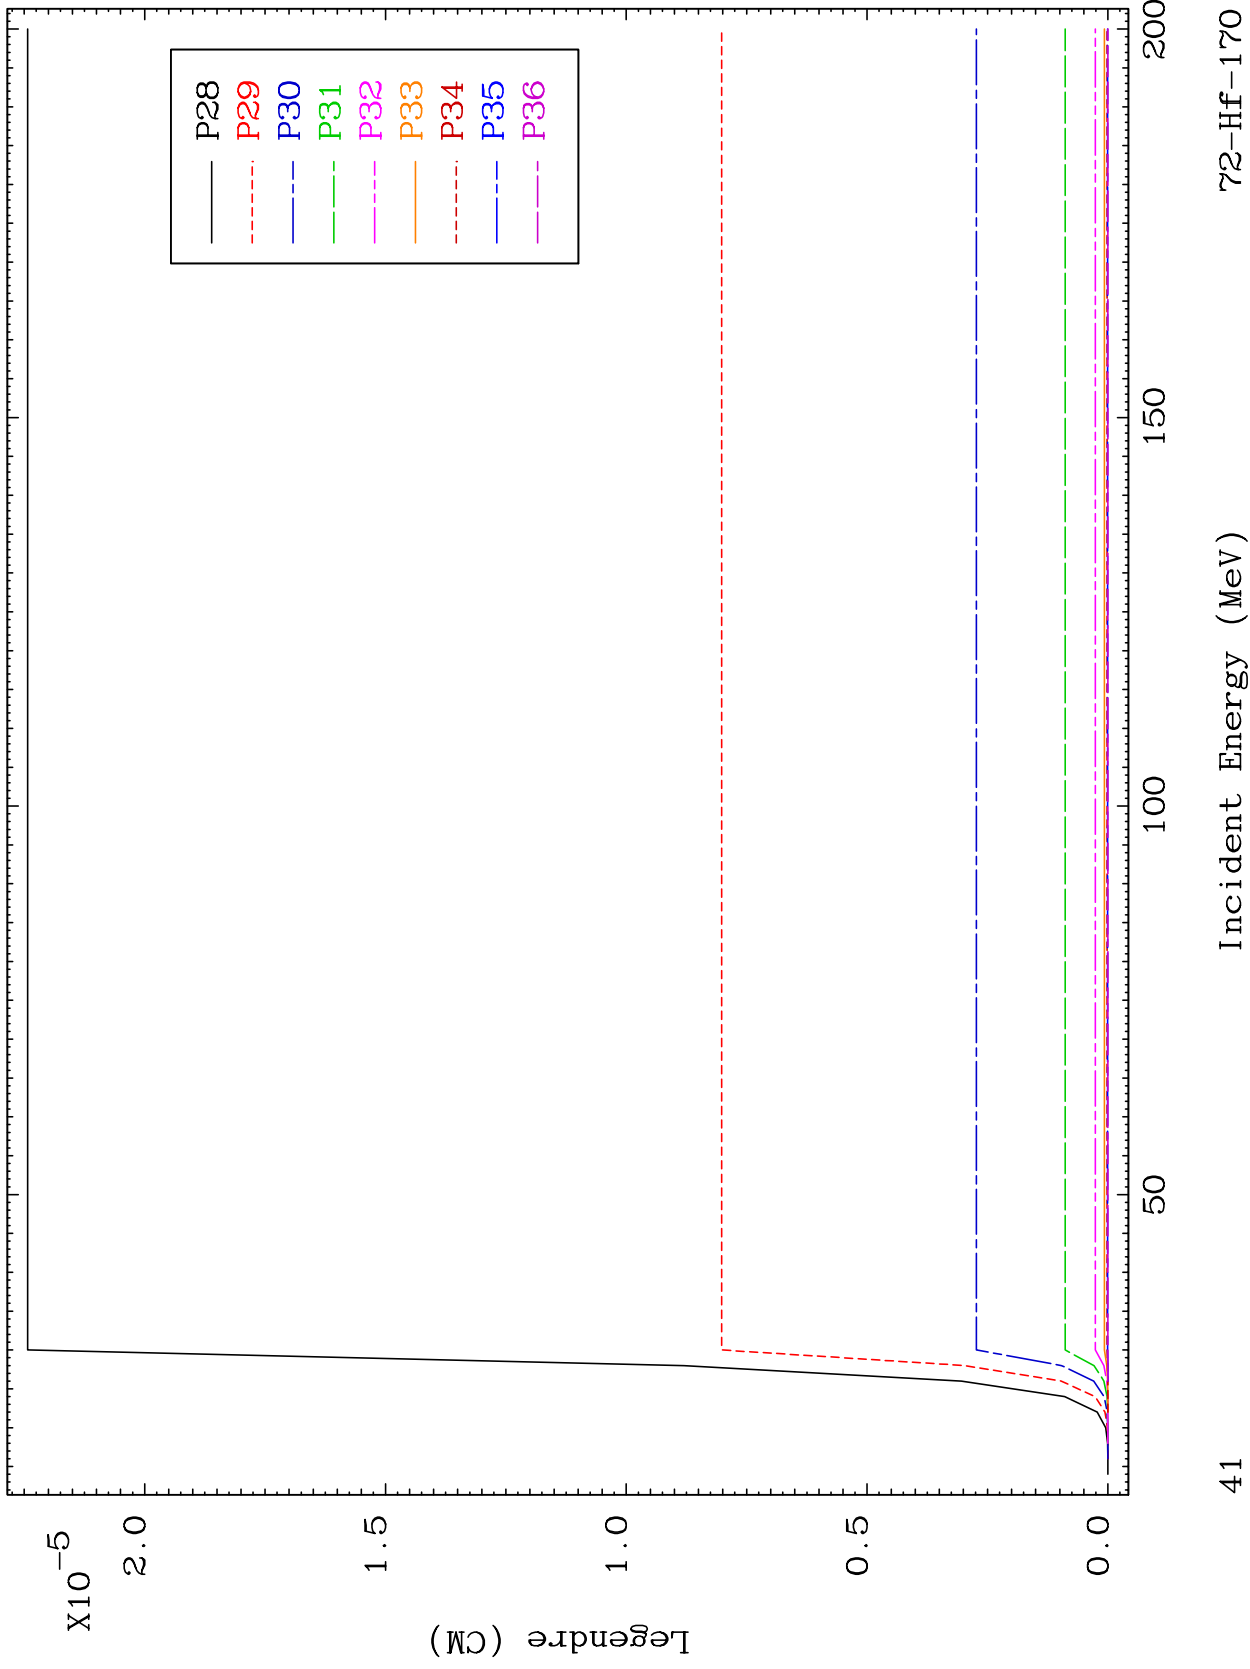 X10-5
2.0
1.5
1.0
0.5
0.0
Legendre (CM)
P28
P29
P30
P31
P32
P33
P34
P35
P36
50
100
150
200
41
Incident Energy (MeV)
72-Hf-170